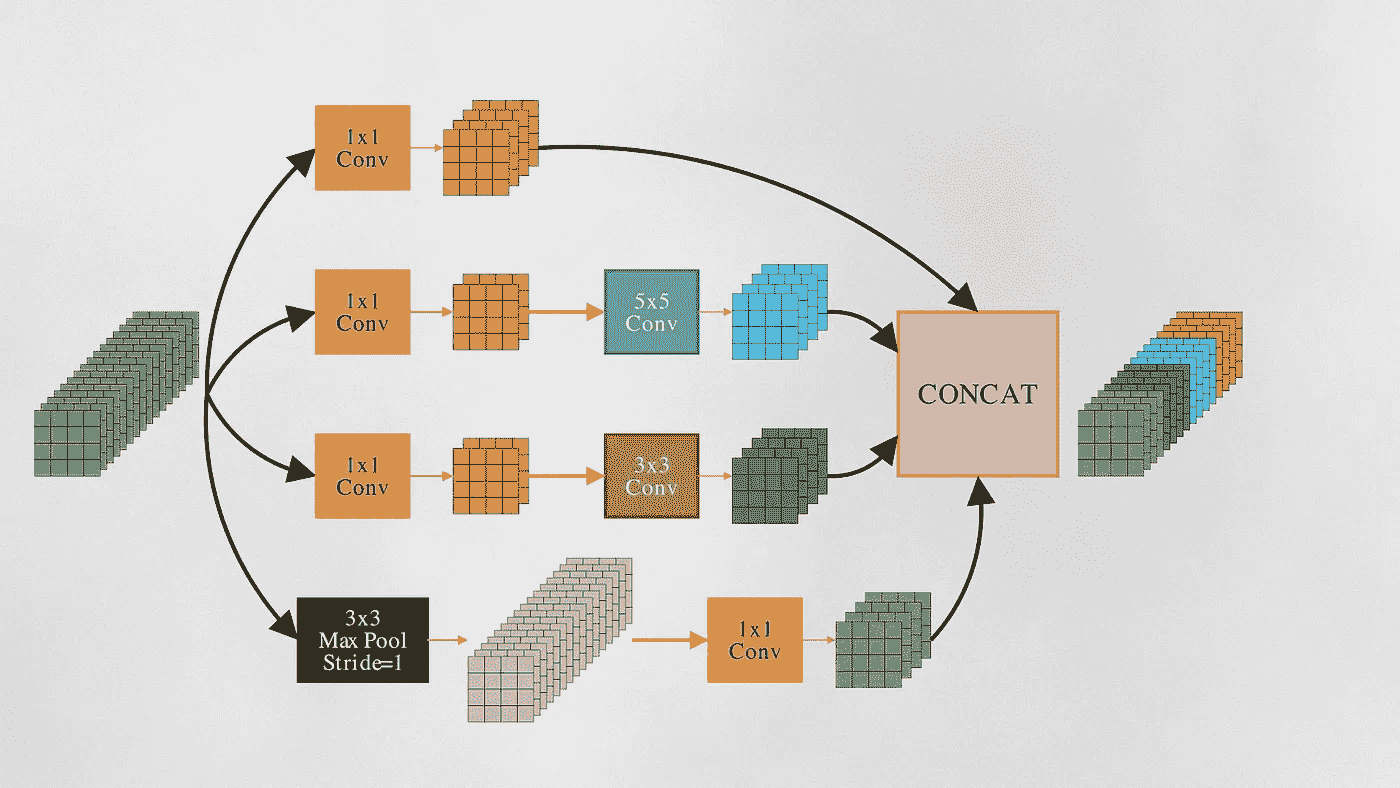 1x1
Conv
1x1
Conv
5x5
Conv
CONCAT
1x1
Conv
3x3
Conv
3x3
Max Pool
Stride=1
1x1
Conv